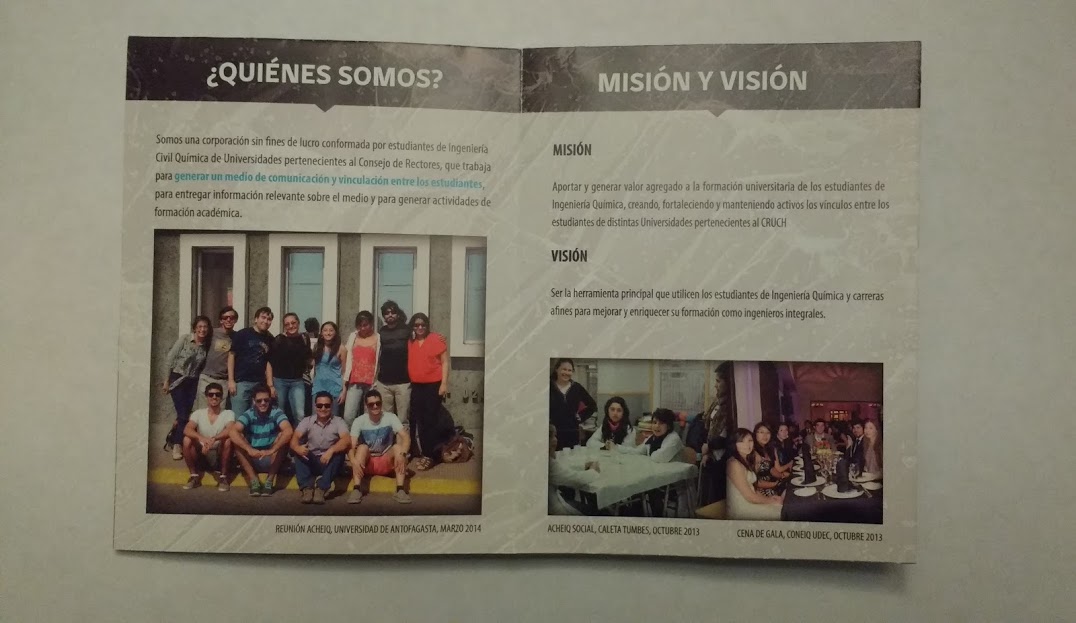 ¿QUIÉNES SOMOS?
Somos una corporación sin fines de lucro conformada por estudiantes de Ingeniería
Civil Química de Universidades pertenecientes al Consejo de Rectores, que trabaja
para generar un medio de comunicación y vinculación entre los estudiantes,
para entregar información relevante sobre el medio y para generar actividades de
formación académica.
REUNIÓN ACHEIQ, UNIVERSIDAD DE ANTOFAGASTA, MARZO 2014
MISIÓN Y VISIÓN
MISIÓN
Aportar y generar valor agregado a la formación universitaria de los estudiantes de
Ingeniería Química, creando, fortaleciendo y manteniendo activos los vínculos entre los
estudiantes de distintas Universidades pertenecientes al CRUCH
VISIÓN
Ser la herramienta principal que utilicen los estudiantes de Ingeniería Química y carreras
afines para mejorar y enriquecer su formación como ingenieros integrales.
ACHEIQ SOCIAL, CALETA TUMBES, OCTUBRE 2013
CENA DE GALA, CONEIQ UDEC, OCTUBRE 2013